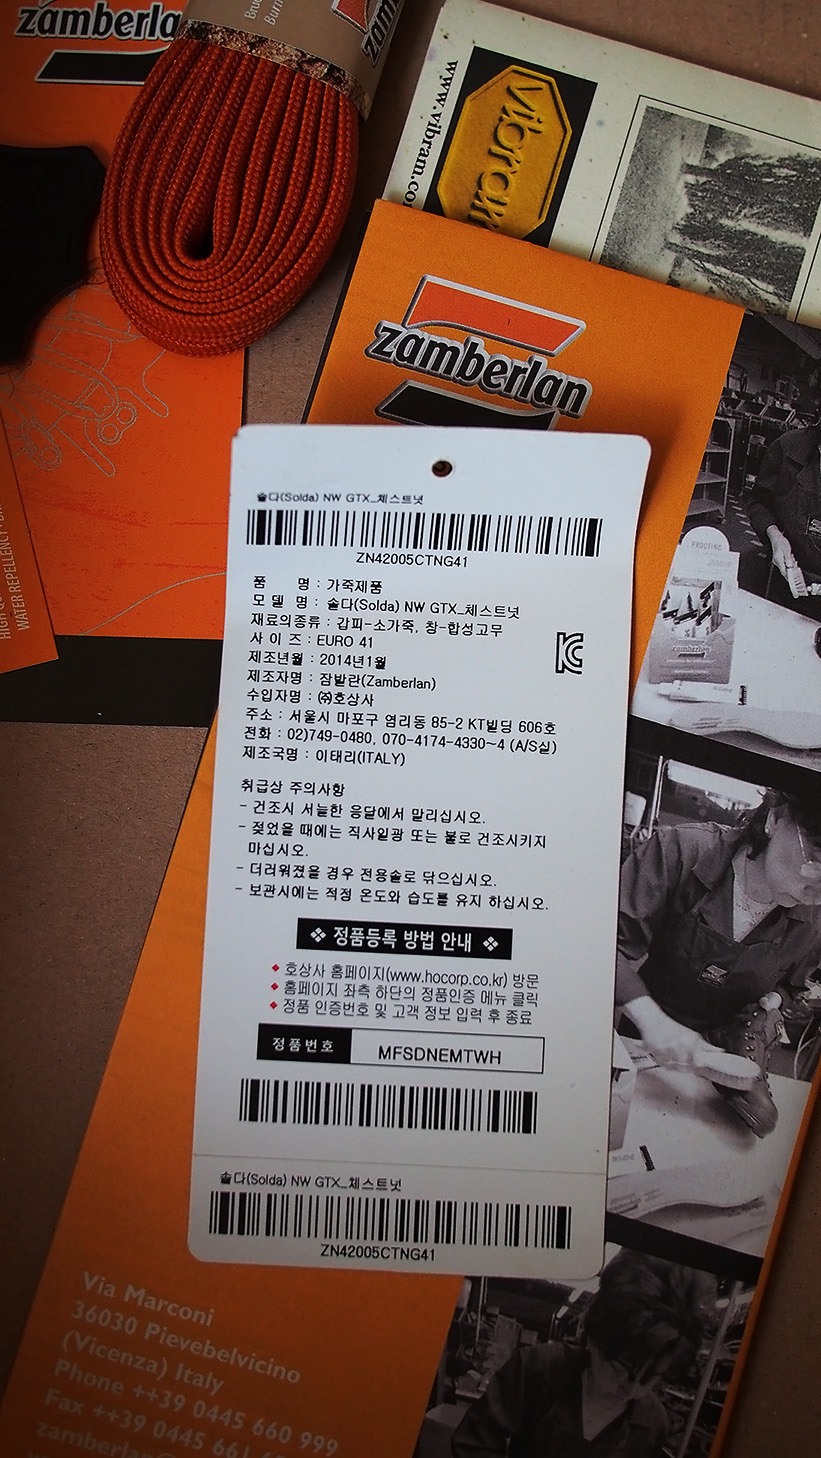 zamberla
zam
www.vibram.co
vibram
zamberlan
WATER REPELLENCY
솔다(Solda) NW GTX_체스트넛
ZN42005CTNG41
품 명 : 가죽제품
모 델 명 : 솔다(Solda) NW GTX_체스트넛
재료의종류 : 갑피-소가죽, 창-합성고무
사 이 즈 : EURO 41
제조년월 : 2014년1월
제조자명 : 잠발란(Zamberlan)
수입자명 : ㈜호상사
주소 : 서울시 마포구 염리동 85-2 KT빌딩 606호
전화 : 02)749-0480, 070-4174-4330~4 (A/S실)
제조국명 : 이태리(ITALY)
취급상 주의사항
- 건조시 서늘한 응달에서 말리십시오.
- 젖었을 때에는 직사일광 또는 불로 건조시키지
마십시오.
- 더러워졌을 경우 전용솔로 닦으십시오.
- 보관시에는 적정 온도와 습도를 유지 하십시오.
❖ 정품등록 방법 안내 ❖
◆ 호상사 홈페이지(www.hocorp.co.kr) 방문
◆ 홈페이지 좌측 하단의 정품인증 메뉴 클릭
◆ 정품 인증번호 및 고객 정보 입력 후 종료
정품번호 MFSDNEMTWH
솔다(Solda) NW GTX_체스트넛
ZN42005CTNG41
PROOFING
zamberlan
Via Marconi
36030 Pievebelvicino
(Vicenza) Italy
Phone ++39 0445 660 999
Fax ++39 0445 661
zamberlan@